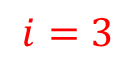 i = 3